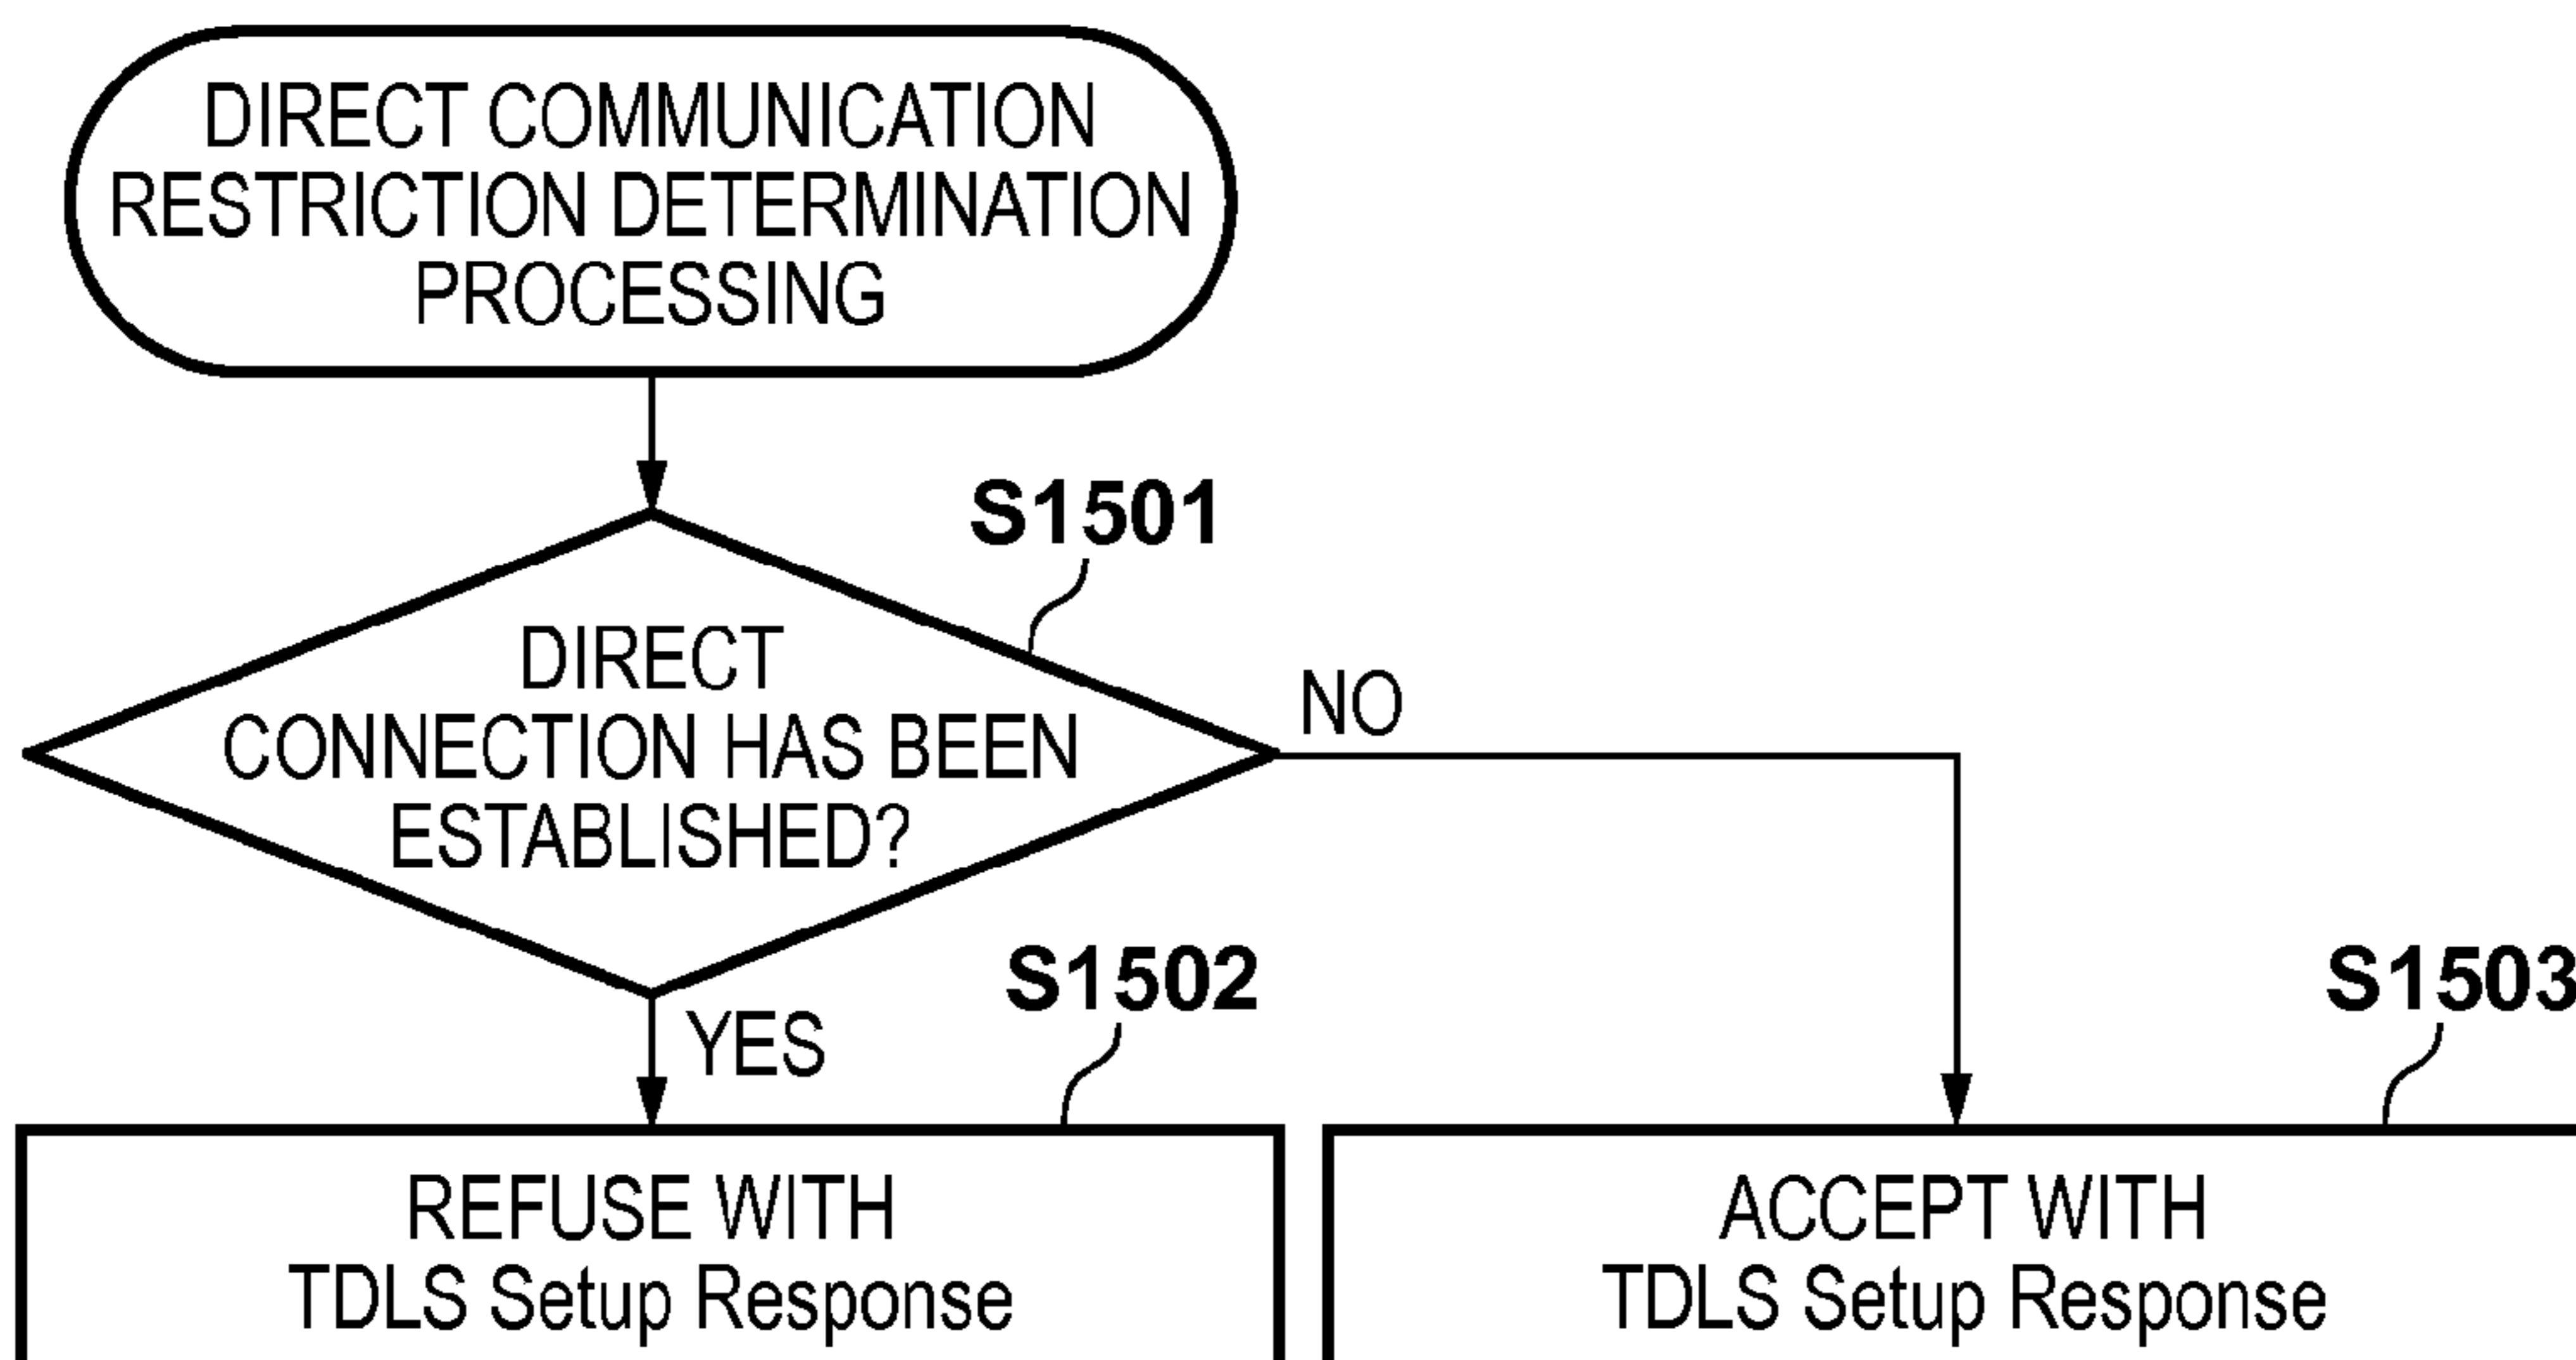 DIRECT COMMUNICATION
RESTRICTION DETERMINATION
PROCESSING
S1501
DIRECT
CONNECTION HAS BEEN
ESTABLISHED?
NO
YES
S1502
S1503
REFUSE WITH
TDLS Setup Response
ACCEPT WITH
TDLS Setup Response